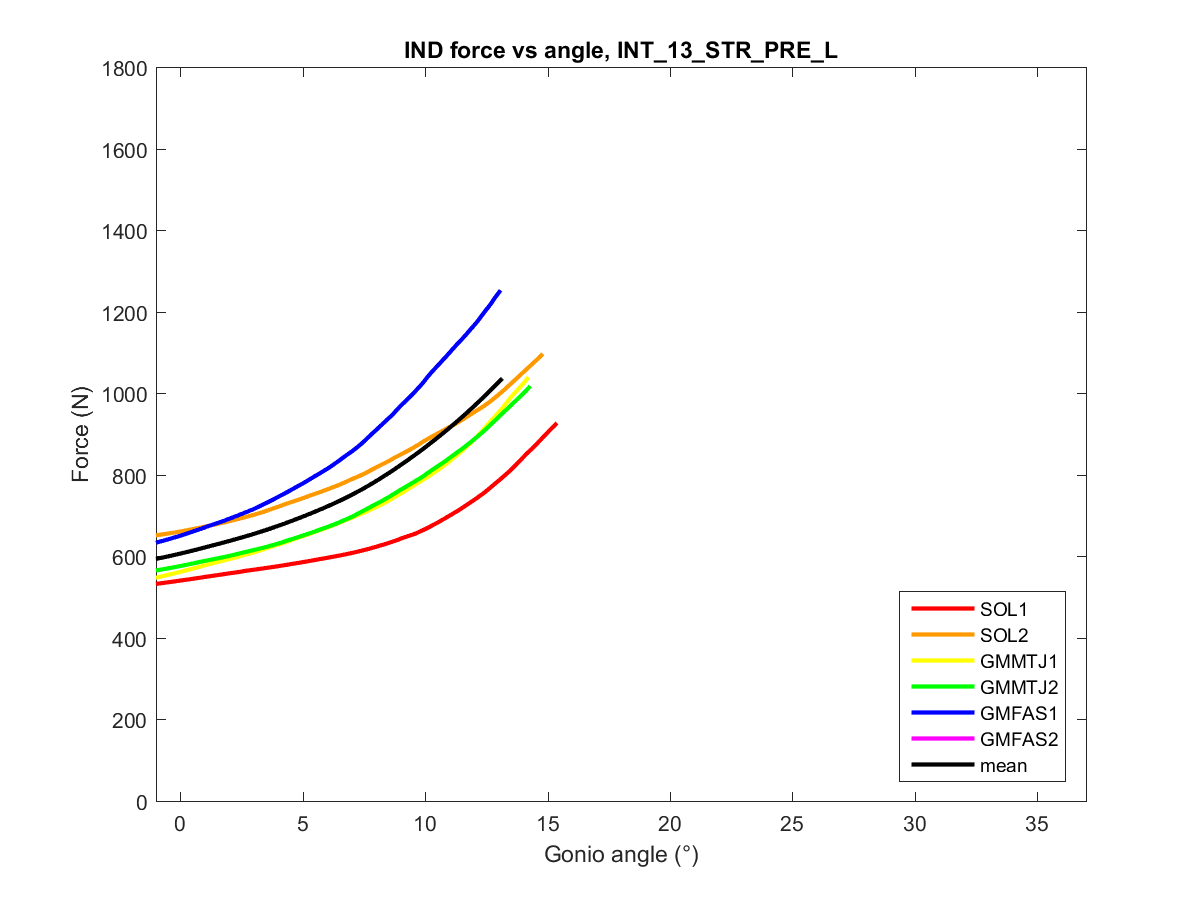 IND force vs angle, INT_13_STR_PRE_L
1800
1600
1400
1200
1000
800
600
400
200
0
Force (N)
0 5 10 15 20 25 30 35
Gonio angle (°)
SOL1
SOL2
GMMTJ1
GMMTJ2
GMFAS1
GMFAS2
mean